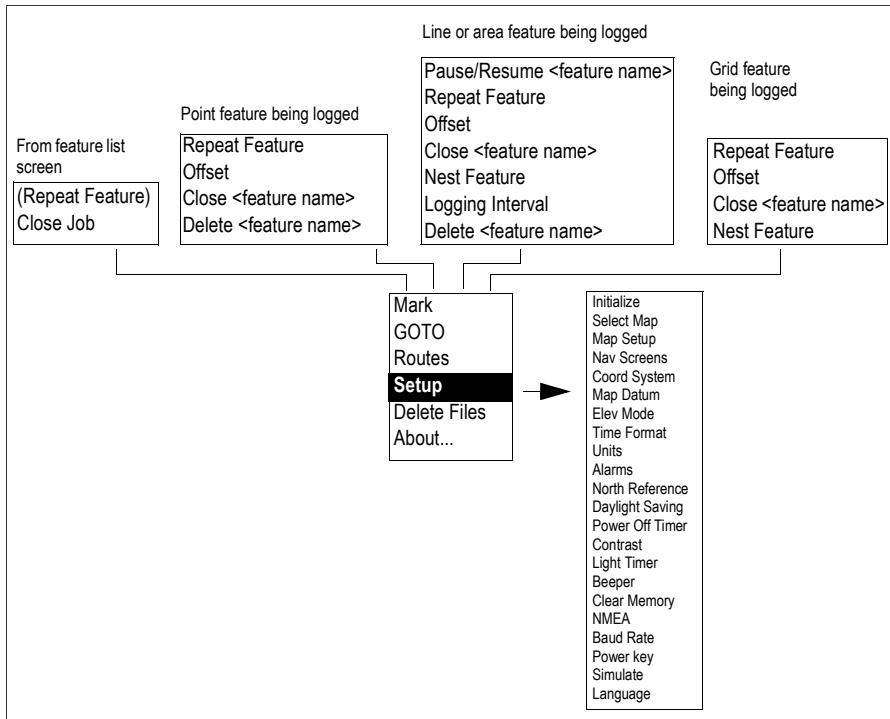 Line or area feature being logged
Pause/Resume <feature name>
Repeat Feature
Offset
Close <feature name>
Nest Feature
Logging Interval
Delete <feature name>
Grid feature
being logged
Repeat Feature
Offset
Close <feature name>
Nest Feature
Point feature being logged
Repeat Feature
Offset
Close <feature name>
Delete <feature name>
From feature list
screen
(Repeat Feature)
Close Job
Mark
GOTO
Routes
Setup
Delete Files
About...
Initialize
Select Map
Map Setup
Nav Screens
Coord System
Map Datum
Elev Mode
Time Format
Units
Alarms
North Reference
Daylight Saving
Power Off Timer
Contrast
Light Timer
Beeper
Clear Memory
NMEA
Baud Rate
Power key
Simulate
Language